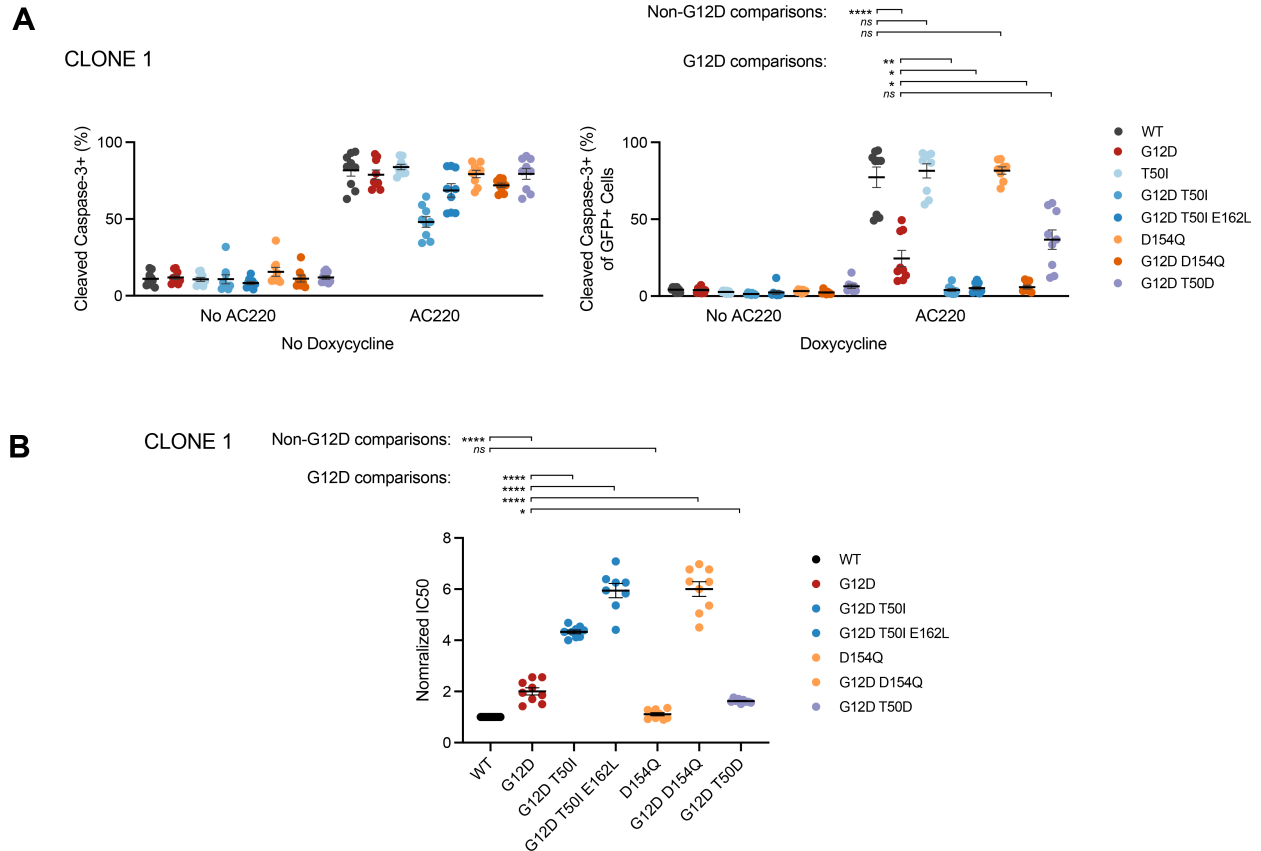 A
CLONE 1
Non-G12D comparisons:
****
ns
ns
G12D comparisons:
**
*
*
ns
Cleaved Caspase-3+ (%)
100
50
0
No AC220
AC220
No Doxycycline
Cleaved Caspase-3+ (%)
of GFP+ Cells
100
50
0
No AC220
AC220
Doxycycline
WT
G12D
T50I
G12D T50I
G12D T50I E162L
D154Q
G12D D154Q
G12D T50D
B
CLONE 1
Non-G12D comparisons:
****
ns
G12D comparisons:
****
****
****
*
Nomralized IC50
8
6
4
2
0
WT
G12D
G12D T50I
G12D T50I E162L
D154Q
G12D D154Q
G12D T50D
WT
G12D
G12D T50I
G12D T50I E162L
D154Q
G12D D154Q
G12D T50D